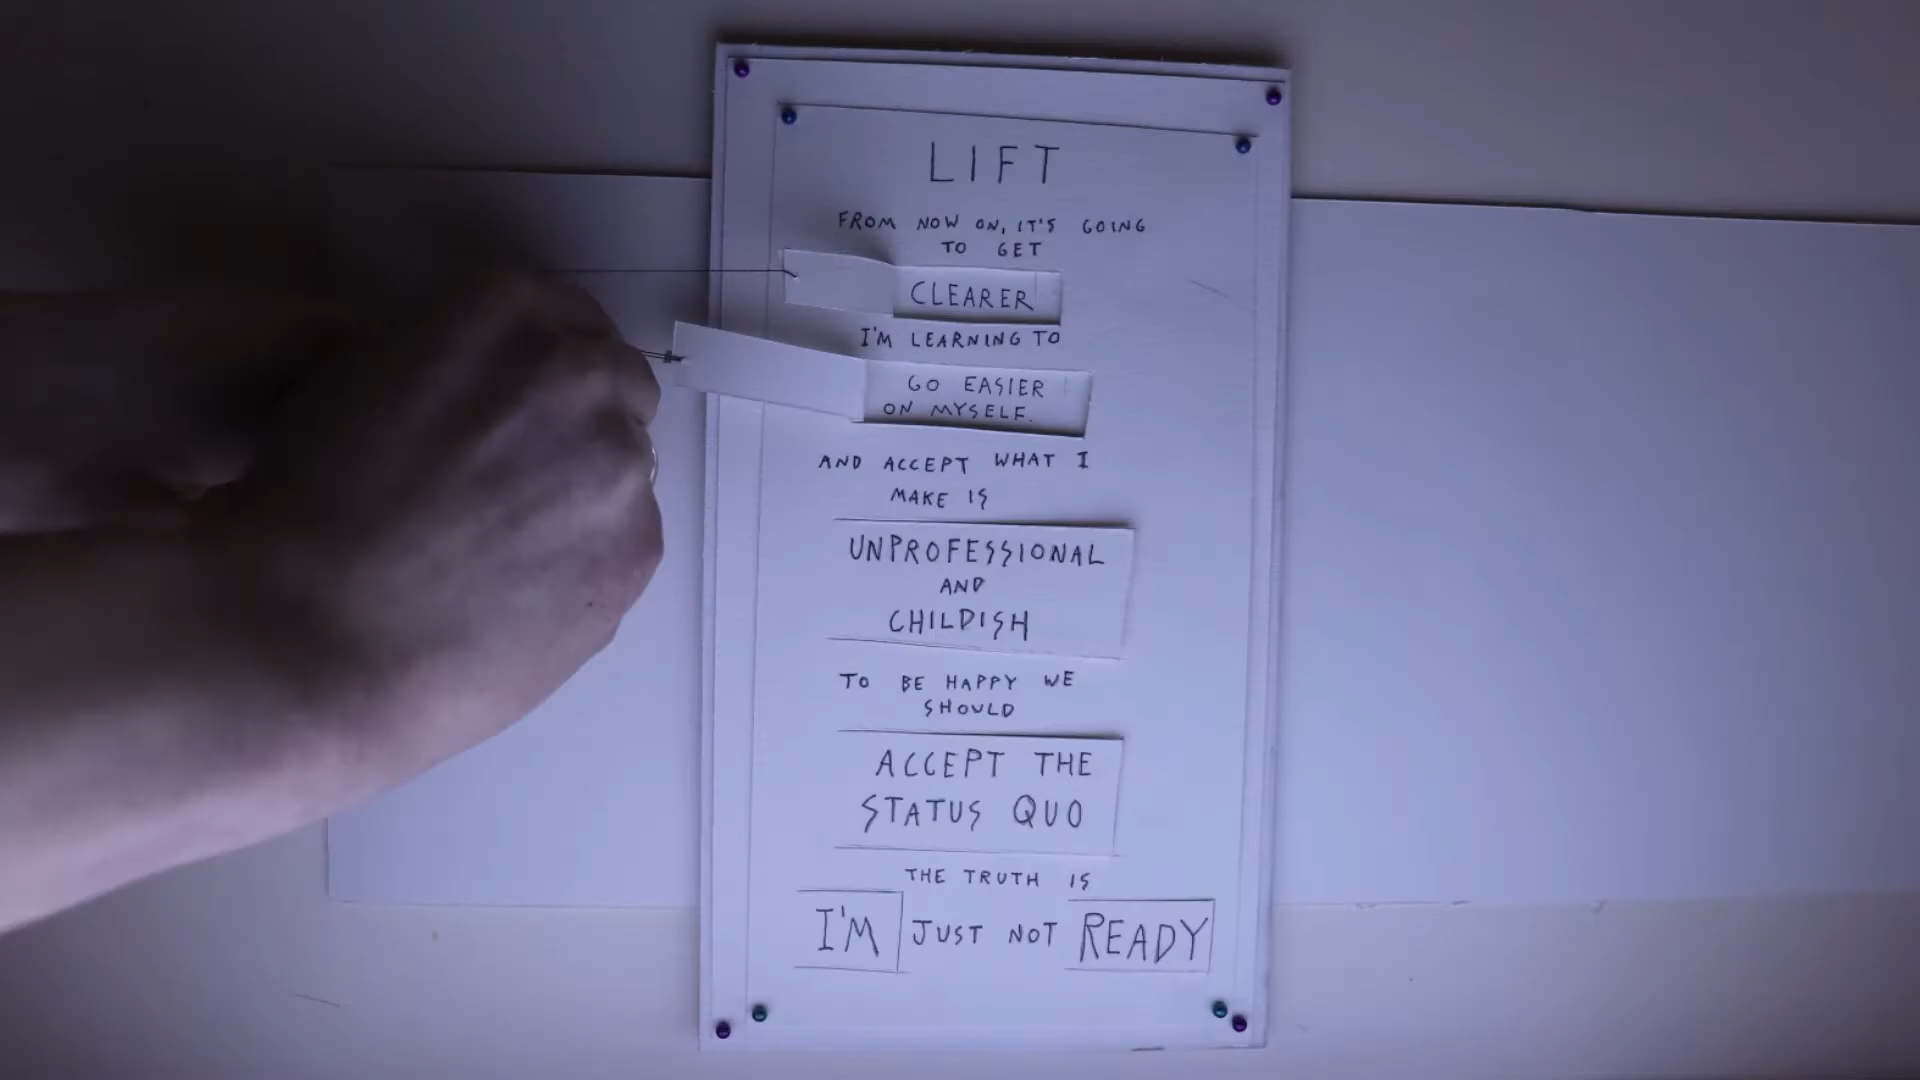 LIFT
FROM NOW ON, IT'S GOING
TO GET
CLEARER
I'M LEARNING TO
GO EASIER
ON MYSELF.
AND ACCEPT WHAT I
MAKE IS
UNPROFESSIONAL
AND
CHILDISH
TO BE HAPPY WE
SHOULD
ACCEPT THE
STATUS QUO
THE TRUTH IS
I'M JUST NOT READY